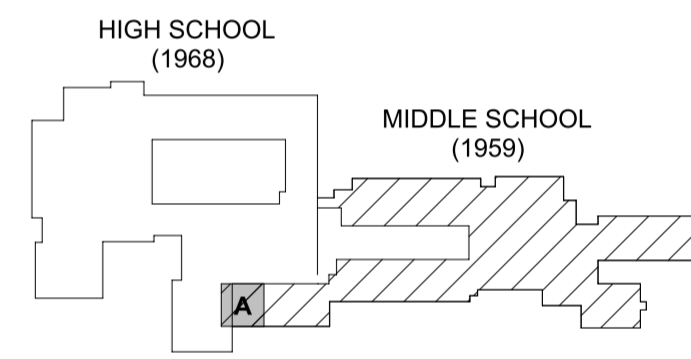 HIGH SCHOOL
(1968)
MIDDLE SCHOOL
(1959)
A